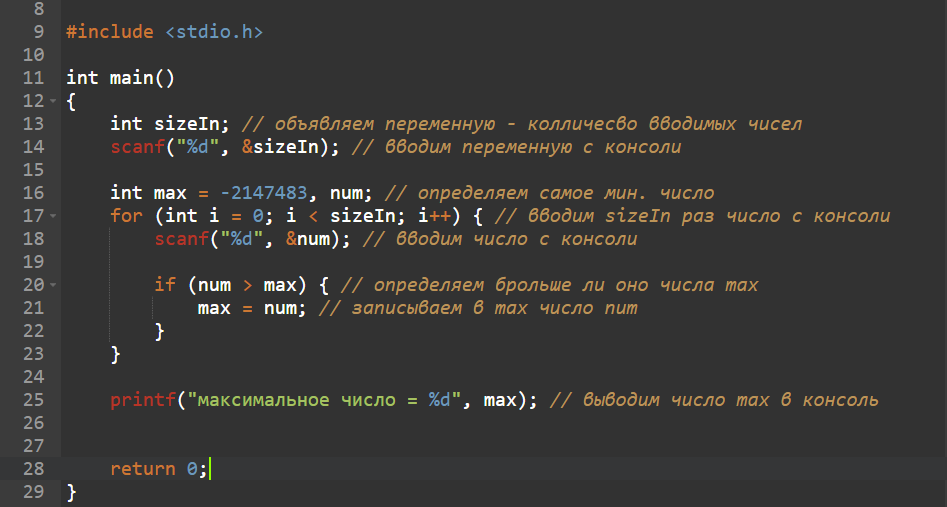 8
9 #include <stdio.h>
10
11 int main()
12 {
13 int sizeIn; // объявляем переменную - колличесво вводимых чисел
14 scanf("%d", &sizeIn); // вводим переменную с консоли
15
16 int max = -2147483, num; // определяем самое мин. число
17 for (int i = 0; i < sizeIn; i++) { // вводим sizeIn раз число с консоли
18 scanf("%d", &num); // вводим число с консоли
19
20 if (num > max) { // определяем брольше ли оно числа max
21 max = num; // записываем в max число num
22 }
23 }
24
25 printf("максимальное число = %d", max); // выводим число max в консоль
26
27
28 return 0;
29 }